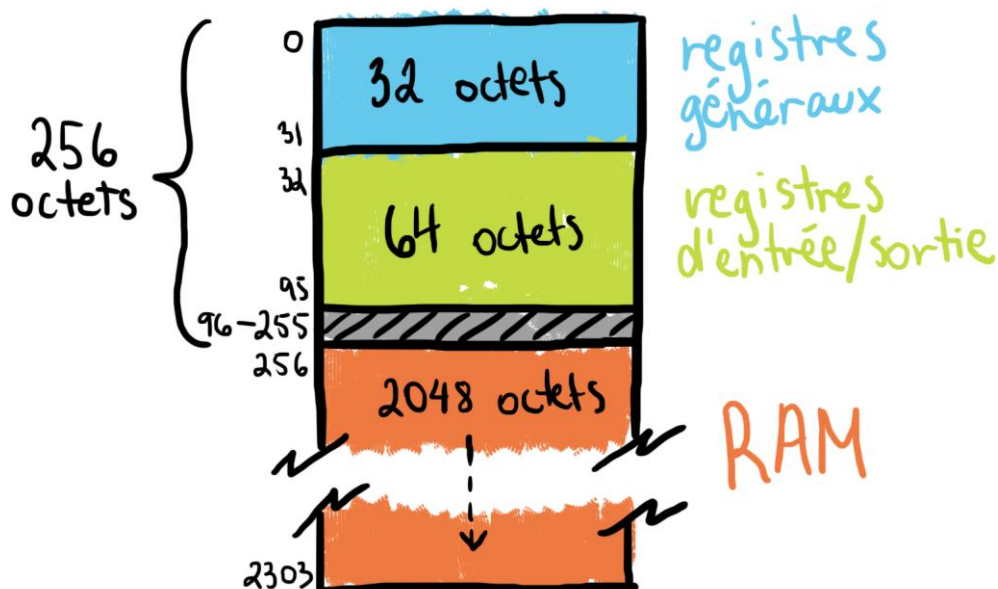 256
octets
0
32 octets
31
32
64 octets
95
96-255
256
2048 octets
2303
registres
généraux
registres
d'entrée/sortie
RAM